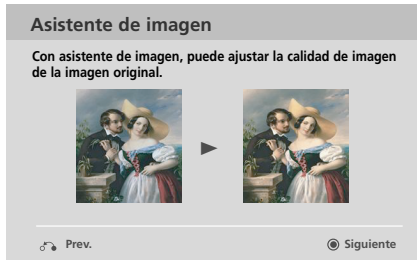 Asistente de imagen
Con asistente de imagen, puede ajustar la calidad de imagen
de la imagen original.
Prev.
Siguiente